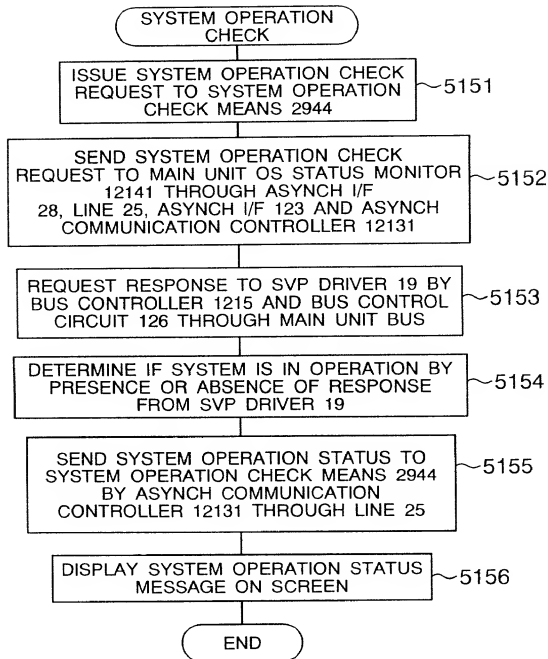 SYSTEM OPERATION
CHECK
ISSUE SYSTEM OPERATION CHECK
REQUEST TO SYSTEM OPERATION
CHECK MEANS 2944
5151
SEND SYSTEM OPERATION CHECK
REQUEST TO MAIN UNIT OS STATUS MONITOR
12141 THROUGH ASYNCH I/F
28, LINE 25, ASYNCH I/F 123 AND ASYNCH
COMMUNICATION CONTROLLER 12131
5152
REQUEST RESPONSE TO SVP DRIVER 19 BY
BUS CONTROLLER 1215 AND BUS CONTROL
CIRCUIT 126 THROUGH MAIN UNIT BUS
5153
DETERMINE IF SYSTEM IS IN OPERATION BY
PRESENCE OR ABSENCE OF RESPONSE
FROM SVP DRIVER 19
5154
SEND SYSTEM OPERATION STATUS TO
SYSTEM OPERATION CHECK MEANS 2944
BY ASYNCH COMMUNICATION
CONTROLLER 12131 THROUGH LINE 25
5155
DISPLAY SYSTEM OPERATION STATUS
MESSAGE ON SCREEN
5156
END